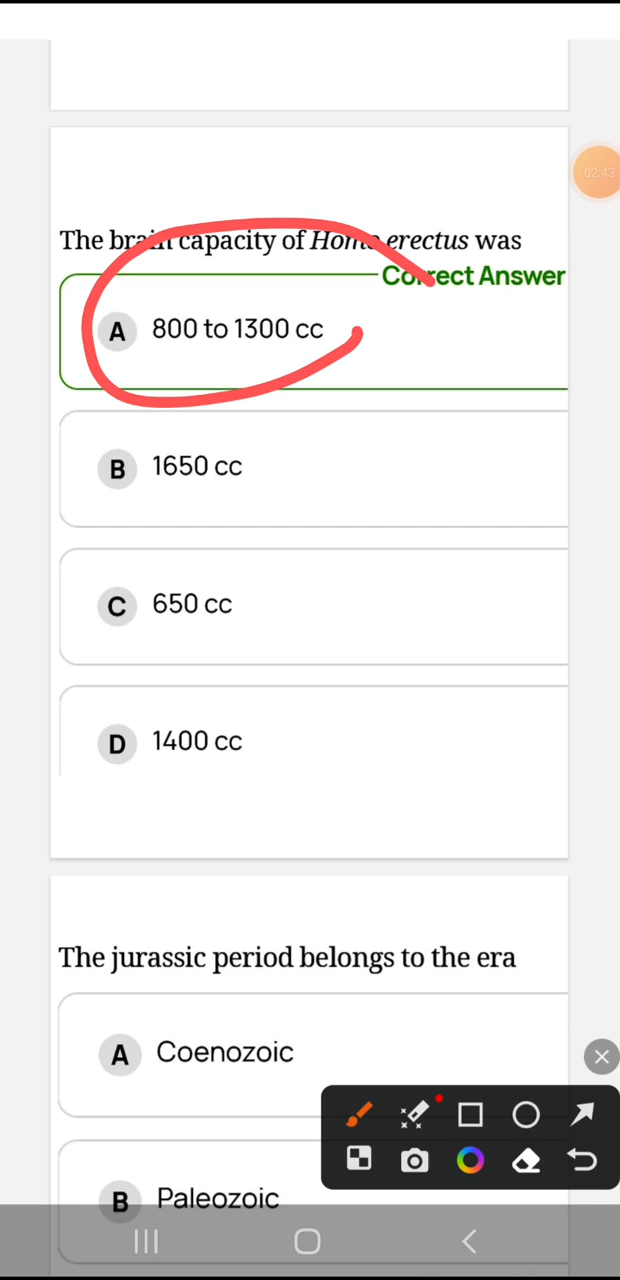 02:43
The brain capacity of Homo erectus was
Correct Answer
A 800 to 1300 cc
B 1650 cc
C 650 cc
D 1400 cc
The jurassic period belongs to the era
A Coenozoic
B Paleozoic